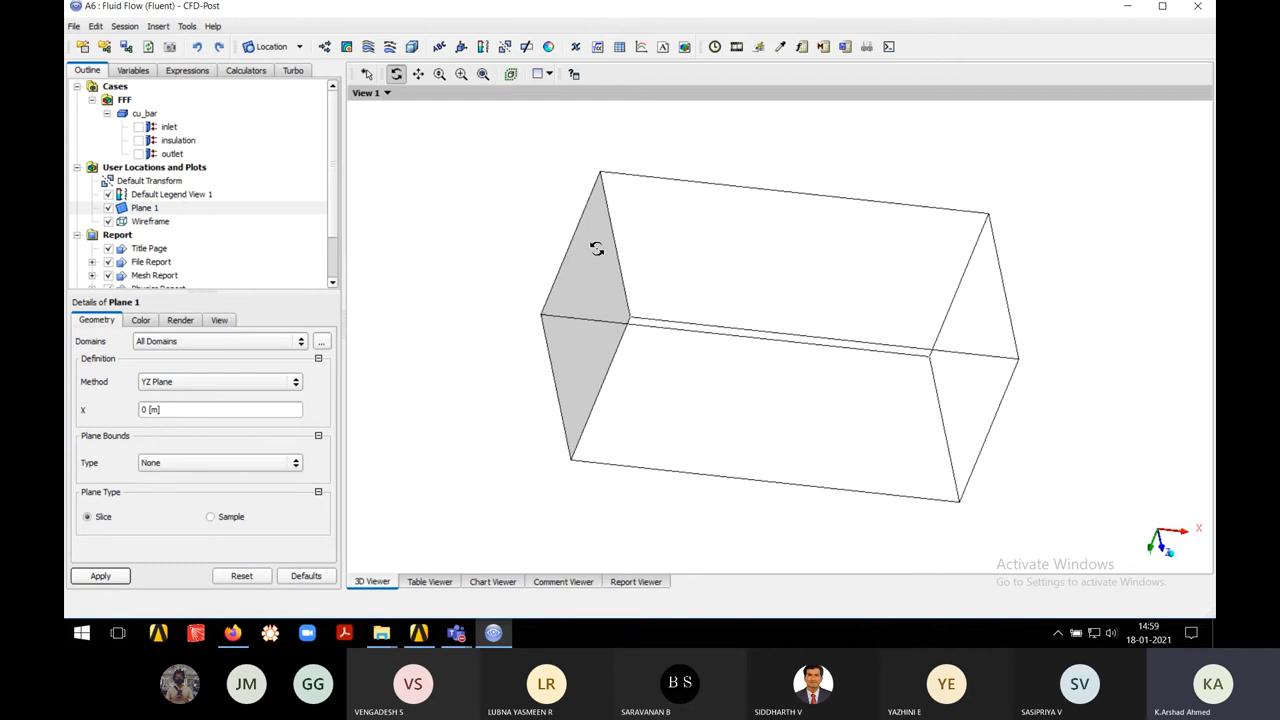 A6 : Fluid Flow (Fluent) - CFD-Post
File Edit Session Insert Tools Help
Location
Outline Variables Expressions Calculators Turbo
Cases
FFF
cu_bar
inlet
insulation
outlet
User Locations and Plots
Default Transform
Default Legend View 1
Plane 1
Wireframe
Report
Title Page
File Report
Mesh Report
Details of Plane 1
Geometry Color Render View
Domains All Domains ...
Definition
Method YZ Plane
X 0 [m]
Plane Bounds
Type None
Plane Type
Slice Sample
Apply Reset Defaults
View 1
X
Activate Windows
Go to Settings to activate Windows.
3D Viewer Table Viewer Chart Viewer Comment Viewer Report Viewer
14:59
18-01-2021
JM GG VS LR B S YE SV KA
VENGADESH S LUBNA YASMEEN R SARAVANAN B SIDDHARTH V YAZHINI E SASIPRIYA V K.Arshad Ahmed